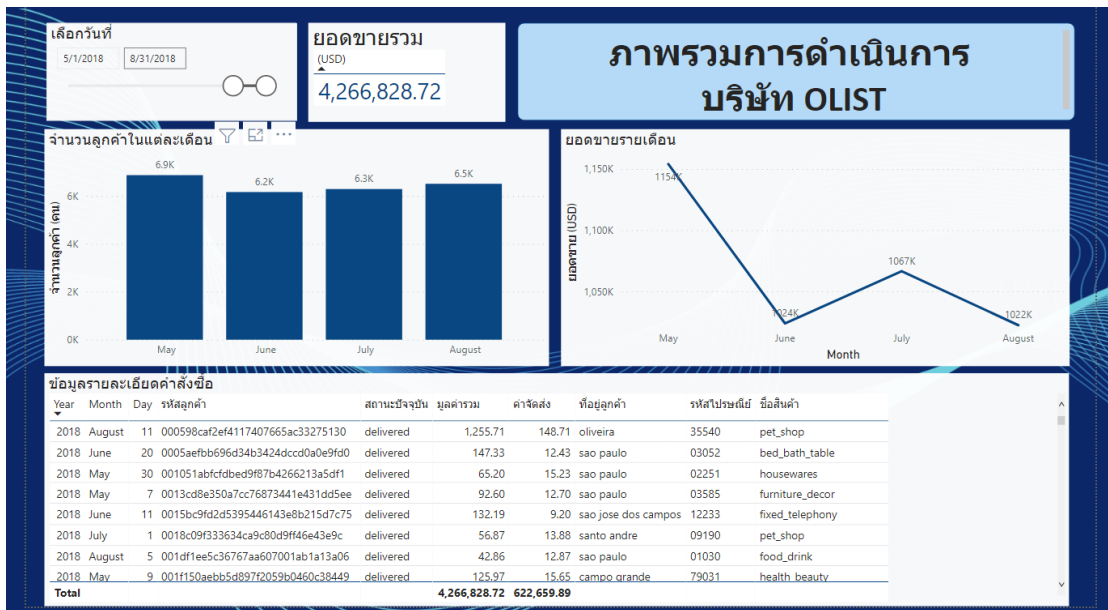 เลือกวันที่
5/1/2018 8/31/2018
ยอดขายรวม
(USD)
4,266,828.72
ภาพรวมการดำเนินการ
บริษัท OLIST
จำนวนลูกค้าในแต่ละเดือน
จำนวนลูกค้า (คน)
6K
4K
2K
0K
6.9K 6.2K 6.3K 6.5K
May June July August
ยอดขายรายเดือน
ยอดขาย (USD)
1,150K
1,100K
1,050K
1154K 1024K 1067K 1022K
May June July August
Month
ข้อมูลรายละเอียดคำสั่งซื้อ
Year Month Day รหัสลูกค้า สถานะปัจจุบัน มูลค่ารวม ค่าจัดส่ง ที่อยู่ลูกค้า รหัสไปรษณีย์ ชื่อสินค้า
2018 August 11 000598caf2ef4117407665ac33275130 delivered 1,255.71 148.71 oliveira 35540 pet_shop
2018 June 20 0005aefbb696d34b3424dccd0a0e9fd0 delivered 147.33 12.43 sao paulo 03052 bed_bath_table
2018 May 30 001051abfcfdbed9f87b4266213a5df1 delivered 65.20 15.23 sao paulo 02251 housewares
2018 May 7 0013cd8e350a7cc76873441e431dd5ee delivered 92.60 12.70 sao paulo 03585 furniture_decor
2018 June 11 0015bc9fd2d5395446143e8b215d7c75 delivered 132.19 9.20 sao jose dos campos 12233 fixed_telephony
2018 July 1 0018c09f333634ca9c80d9ff46e43e9c delivered 56.87 13.88 santo andre 09190 pet_shop
2018 August 5 001df1ee5c36767aa607001ab1a13a06 delivered 42.86 12.87 sao paulo 01030 food_drink
2018 May 9 001f150aebb5d897f2059b0460c38449 delivered 125.97 15.65 campo grande 79031 health_beauty
Total 4,266,828.72 622,659.89